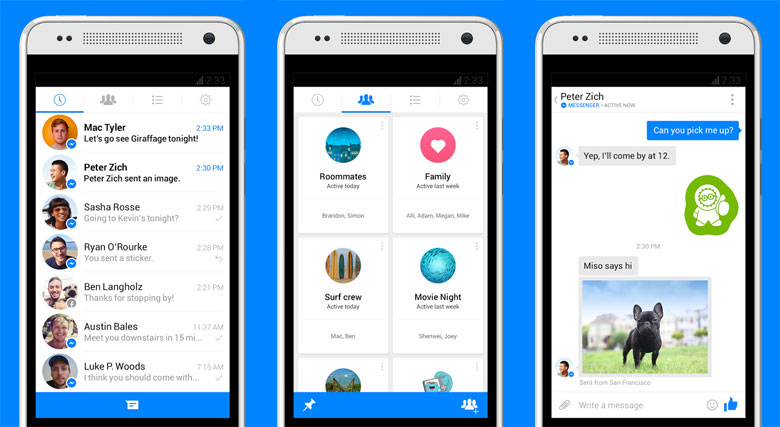 2:33
Mac Tyler
2:33 PM
Let's go see Giraffage tonight!
Peter Zich
2:30 PM
Peter Zich sent an image.
Sasha Rosse
2:29 PM
Going to Kevin's tonight?
Ryan O'Rourke
2:28 PM
You sent a sticker.
Ben Langholz
2:21 PM
Thanks for stopping by!
Austin Bales
11:37 AM
Meet you downstairs in 15 mi...
Luke P. Woods
7:15 AM
I think you should come with...
2:33
Roommates
Active today
Brandon, Simon
Family
Active last week
Alli, Adam, Megan, Mike
Surf crew
Active today
Mac, Ben
Movie Night
Active last week
Shenwei, Joey
2:33
Peter Zich
MESSENGER • ACTIVE NOW
Can you pick me up?
Yep, I'll come by at 12.
2:30 PM
Miso says hi
Sent from San Francisco
Write a message